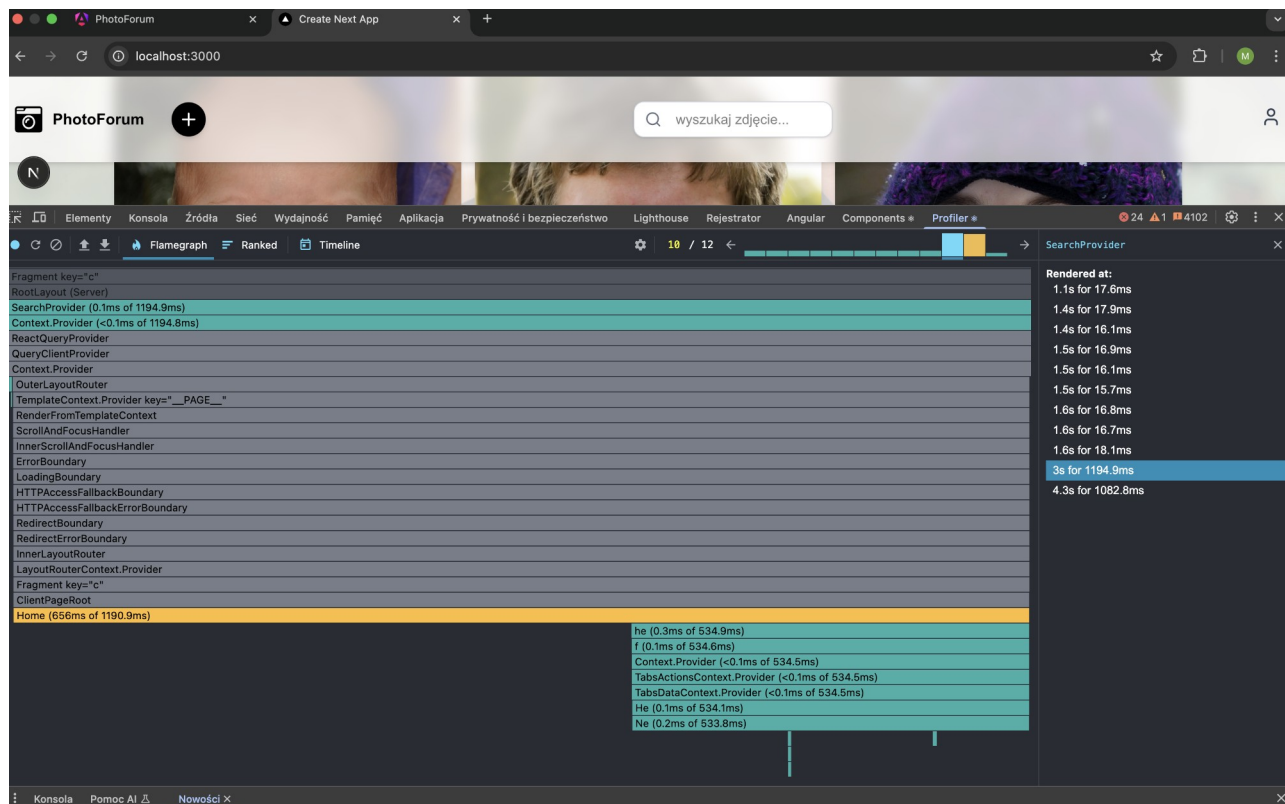 PhotoForum × Create Next App × +
localhost:3000 M
PhotoForum + wyszukaj zdjęcie...
N
Elementy Konsola Źródła Sieć Wydajność Pamięć Aplikacja Prywatność i bezpieczeństwo Lighthouse Rejestrator Angular Components Profiler 24 1 4102
Flamegraph Ranked Timeline 10 / 12 SearchProvider
Fragment key="c"
RootLayout (Server)
SearchProvider (0.1ms of 1194.9ms)
Context.Provider (<0.1ms of 1194.8ms)
ReactQueryProvider
QueryClientProvider
Context.Provider
OuterLayoutRouter
TemplateContext.Provider key="__PAGE__"
RenderFromTemplateContext
ScrollAndFocusHandler
InnerScrollAndFocusHandler
ErrorBoundary
LoadingBoundary
HTTPAccessFallbackBoundary
HTTPAccessFallbackErrorBoundary
RedirectBoundary
RedirectErrorBoundary
InnerLayoutRouter
LayoutRouterContext.Provider
Fragment key="c"
ClientPageRoot
Home (656ms of 1190.9ms)
he (0.3ms of 534.9ms)
f (0.1ms of 534.6ms)
Context.Provider (<0.1ms of 534.5ms)
TabsActionsContext.Provider (<0.1ms of 534.5ms)
TabsDataContext.Provider (<0.1ms of 534.5ms)
He (0.1ms of 534.1ms)
Ne (0.2ms of 533.8ms)
Rendered at:
1.1s for 17.6ms
1.4s for 17.9ms
1.4s for 16.1ms
1.5s for 16.9ms
1.5s for 16.1ms
1.5s for 15.7ms
1.6s for 16.8ms
1.6s for 16.7ms
1.6s for 18.1ms
3s for 1194.9ms
4.3s for 1082.8ms
Konsola Pomoc AI Nowości ×